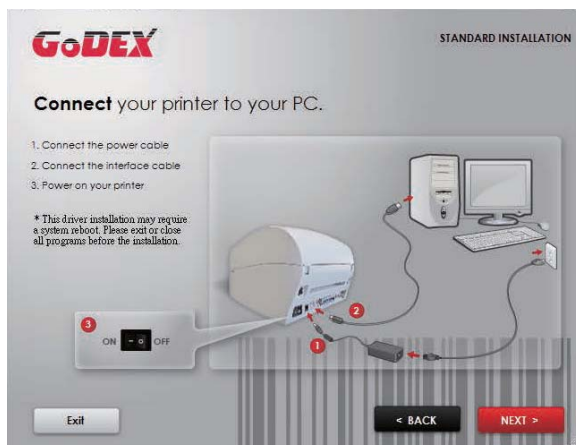 GoDEX
STANDARD INSTALLATION
Connect your printer to your PC.
1. Connect the power cable
2. Connect the interface cable
3. Power on your printer
* This driver installation may require
a system reboot. Please exit or close
all programs before the installation.
3
ON - o OFF
2
1
Exit
< BACK
NEXT >